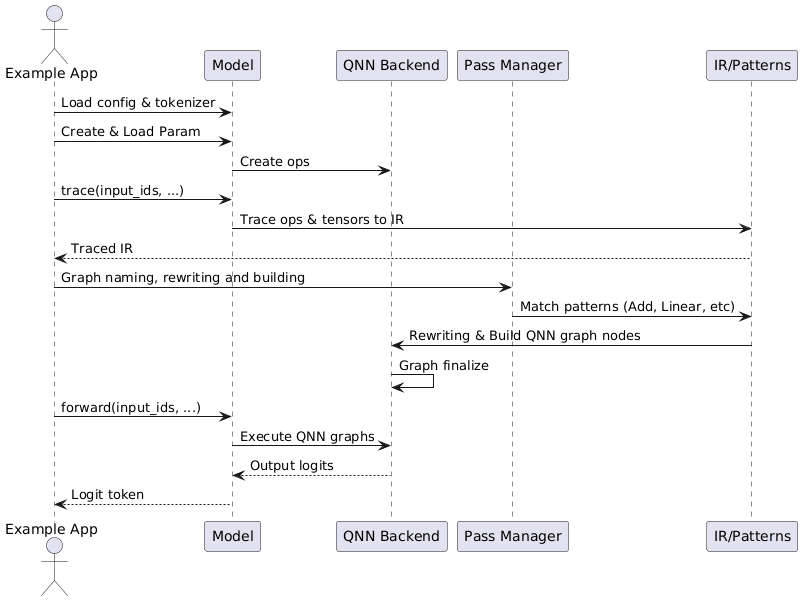 Example App
Model
QNN Backend
Pass Manager
IR/Patterns
Load config & tokenizer
Create & Load Param
Create ops
trace(input_ids, ...)
Trace ops & tensors to IR
Traced IR
Graph naming, rewriting and building
Match patterns (Add, Linear, etc)
Rewriting & Build QNN graph nodes
Graph finalize
forward(input_ids, ...)
Execute QNN graphs
Output logits
Logit token
Example App
Model
QNN Backend
Pass Manager
IR/Patterns